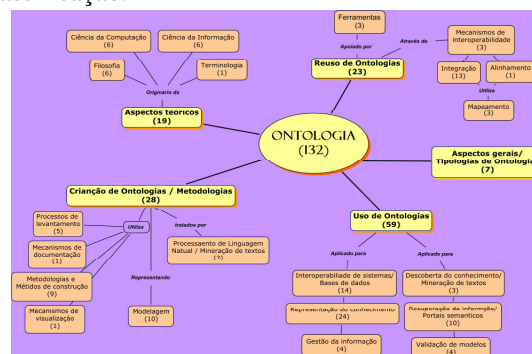 Ferramentas
(3)
Apoiado por
Através de
Mecanismos de
interoperabilidade
(3)
Integração
(13)
Alinhamento
(1)
Utiliza
Mapeamento
(3)
Reuso de Ontologias
(23)
Ciência da Computação
(6)
Ciência da Informação
(6)
Filosofia
(6)
Terminologia
(1)
Originário da
Aspectos teoricos
(19)
ONTOLOGIA
(132)
Aspectos gerais/
Tipologias de Ontologia
(7)
Crianção de Ontologias / Metodologias
(28)
Processos de
levantamento
(5)
Utiliza
tratados por
Mecanismos de
documentação
(1)
Processaento de Linguagem
Natual / Mineração de textos
Metodologias e
Métidos de construção
(9)
Representando
Mecanismos de
visualização
(1)
Modelagem
(10)
Uso de Ontologias
(59)
Aplicado para
Aplicado para
Interoperabiliade de sistemas/
Bases de dados
(14)
Descoberta do conhecimento/
Mineração de textos
(3)
Representação do conhecimento
(24)
Recuperação da informção/
Portais semanticos
(10)
Gestão da informação
(4)
Validação de modelos
(4)